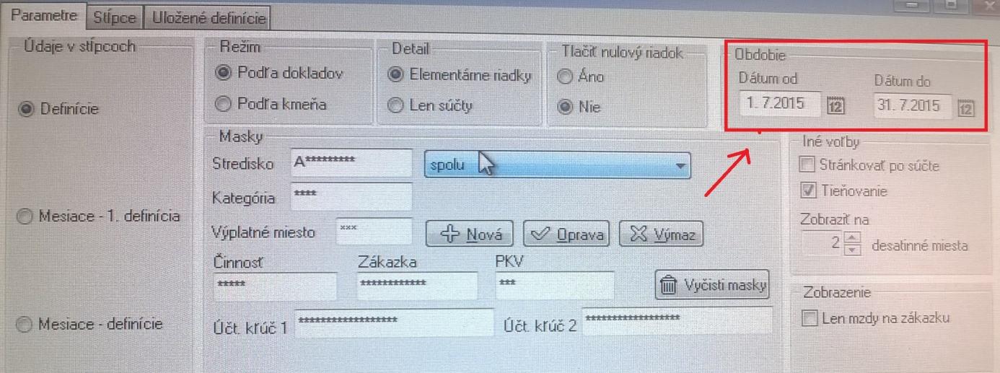 Parametre
Stĺpce
Uložené definície
Údaje v stĺpcoch
Definície
Mesiace - 1. definícia
Mesiace - definície
Režim
Podľa dokladov
Podľa kmeňa
Detail
Elementárne riadky
Len súčty
Tlačiť nulový riadok
Áno
Nie
Obdobie
Dátum od
Dátum do
1. 7.2015
12
31. 7.2015
12
Masky
Stredisko
A*********
spolu
Kategória
****
Výplatné miesto
***
Nová
Oprava
Výmaz
Činnosť
Zákazka
PKV
*****
************
***
Vyčisti masky
Účt. kľúč 1
******************
Účt. kľúč 2
******************
Iné voľby
Stránkovať po súčte
Tieňovanie
Zobraziť na
2
desatinné miesta
Zobrazenie
Len mzdy na zákazku